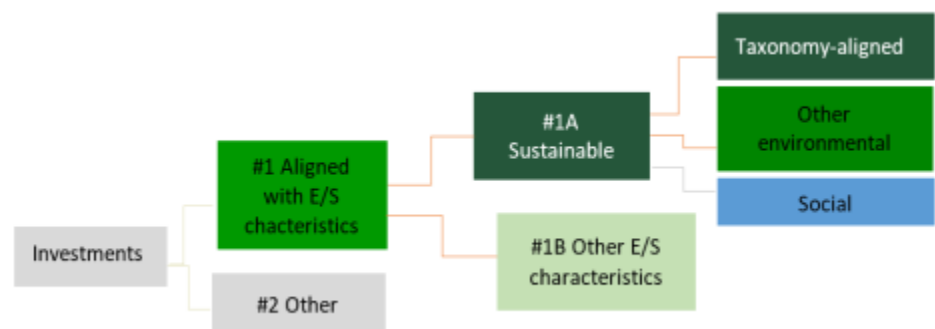 Investments
#1 Aligned
with E/S
chacteristics
#2 Other
#1A
Sustainable
#1B Other E/S
characteristics
Taxonomy-aligned
Other
environmental
Social